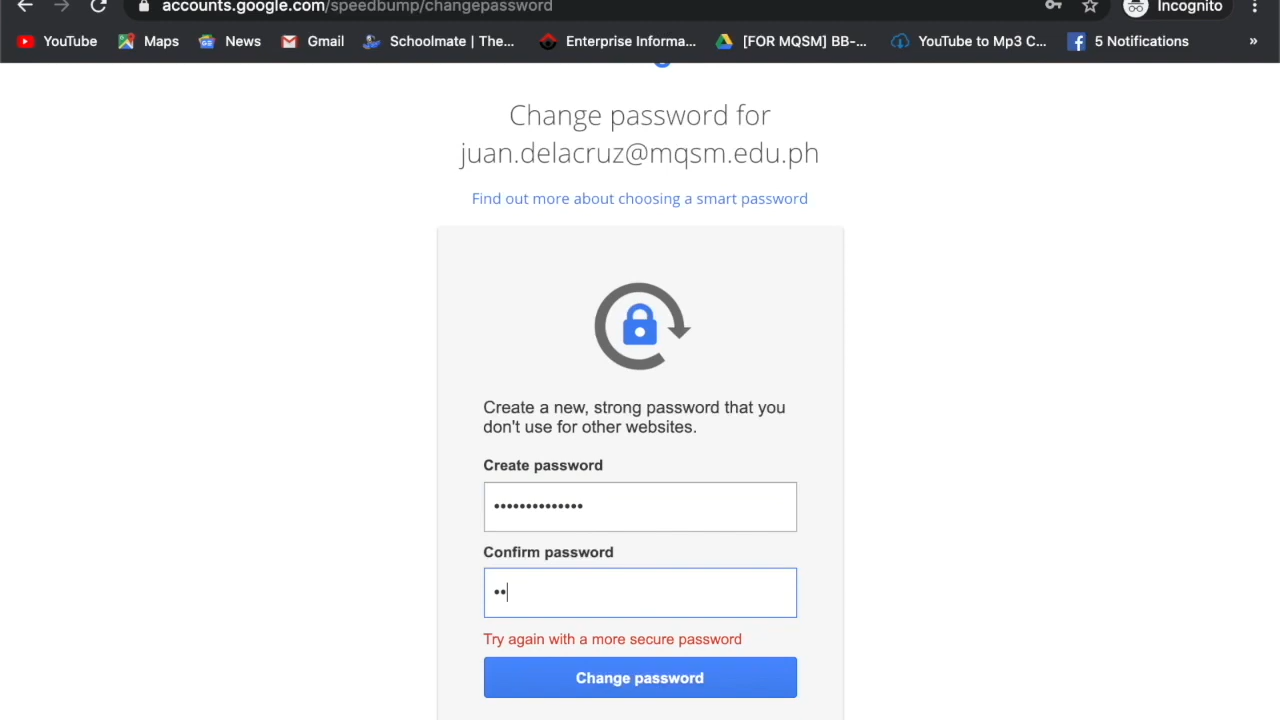 accounts.google.com/speedbump/changepassword
Incognito
YouTube Maps News Gmail Schoolmate | The... Enterprise Informa... [FOR MQSM] BB-... YouTube to Mp3 C... 5 Notifications »
Change password for
juan.delacruz@mqsm.edu.ph
Find out more about choosing a smart password
Create a new, strong password that you
don't use for other websites.
Create password
••••••••••••••
Confirm password
••
Try again with a more secure password
Change password